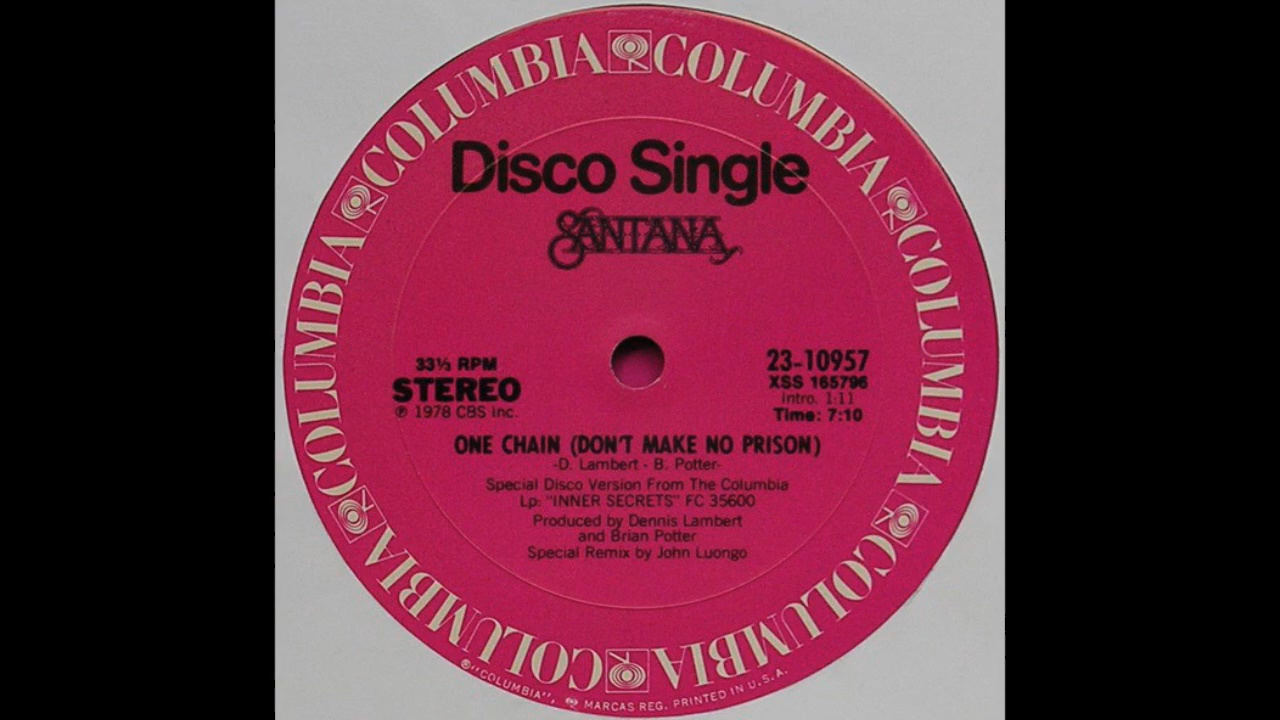 COLUMBIA COLUMBIA COLUMBIA COLUMBIA COLUMBIA COLUMBIA COLUMBIA COLUMBIA
Disco Single
SANTANA
33⅓ RPM
STEREO
℗ 1978 CBS Inc.
23-10957
XSS 165796
Intro. 1:11
Time: 7:10
ONE CHAIN (DON'T MAKE NO PRISON)
-D. Lambert - B. Potter-
Special Disco Version From The Columbia
Lp: "INNER SECRETS" FC 35600
Produced by Dennis Lambert
and Brian Potter
Special Remix by John Luongo
®"COLUMBIA", MARCAS REG. PRINTED IN U.S.A.